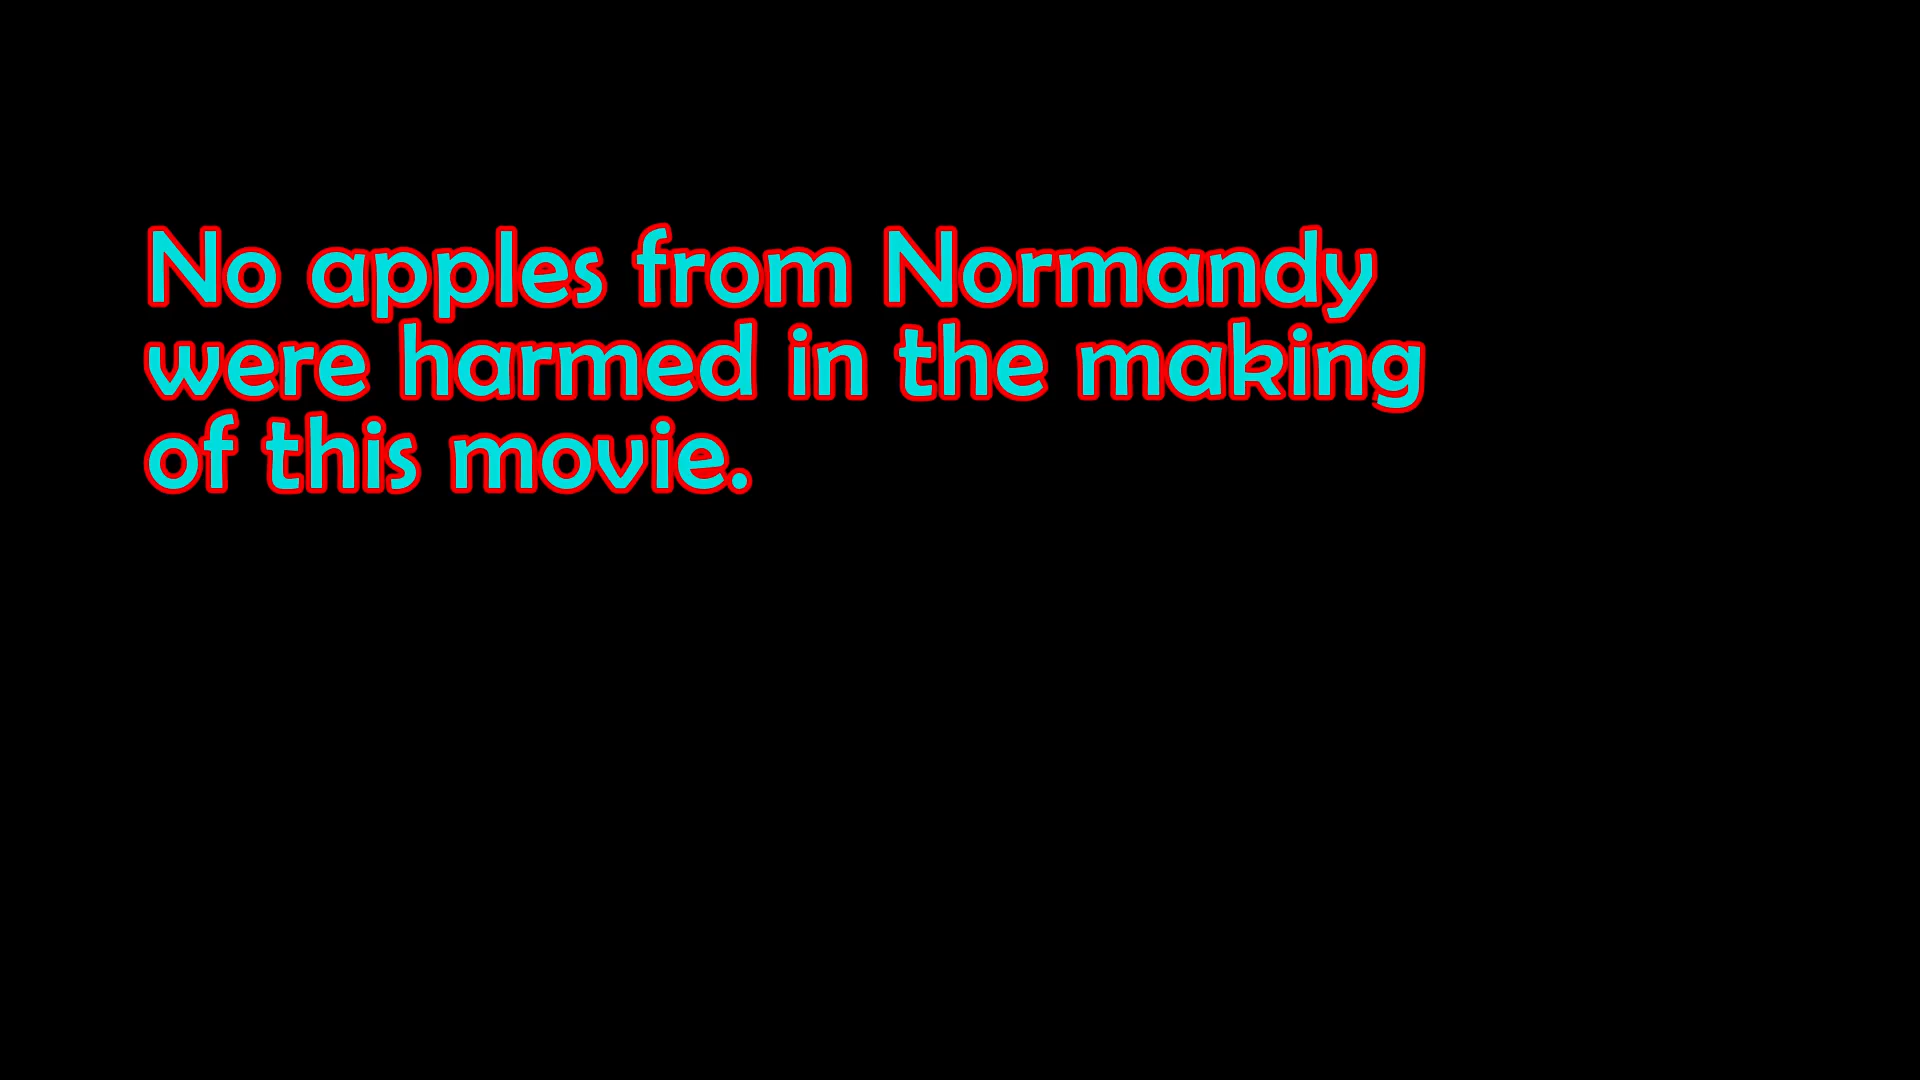 No apples from Normandy
were harmed in the making
of this movie.